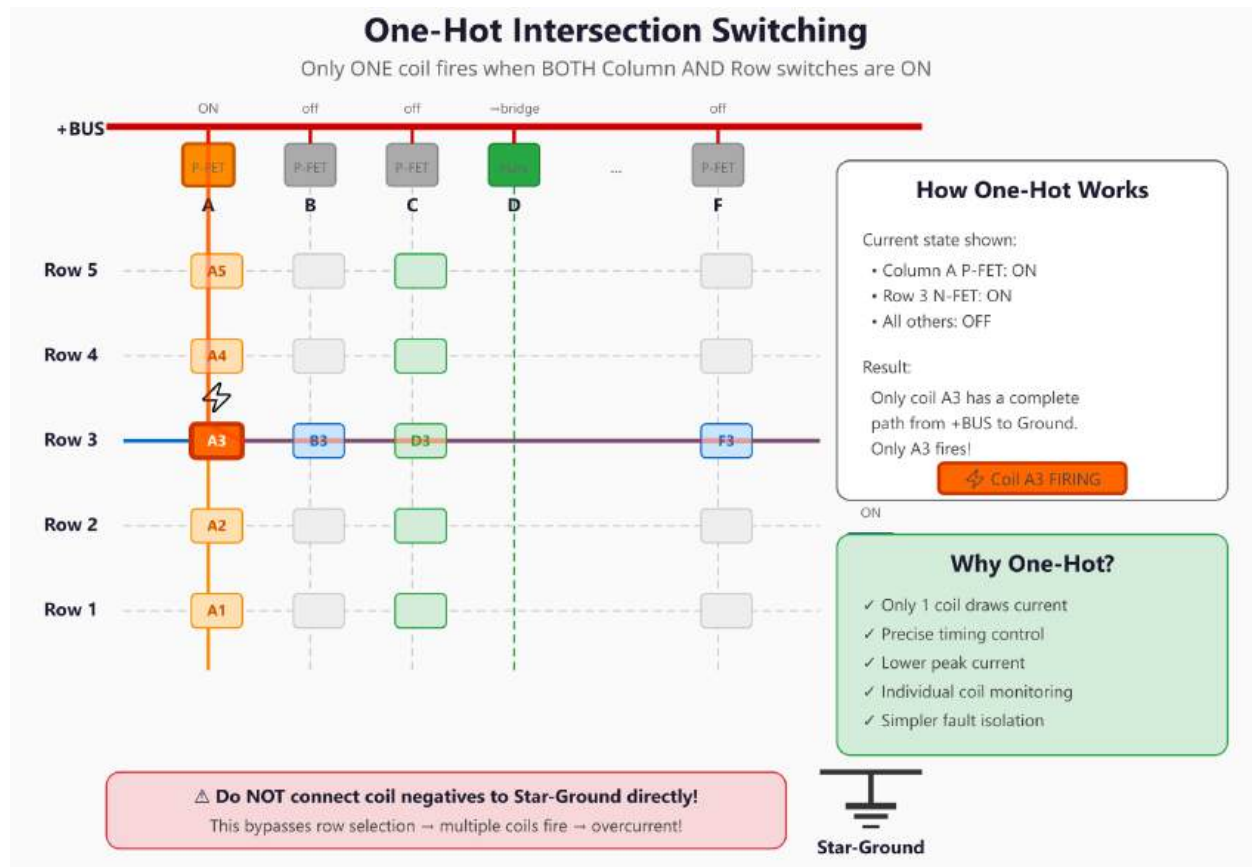 One-Hot Intersection Switching
Only ONE coil fires when BOTH Column AND Row switches are ON
ON off off →bridge off
+BUS
P-FET P-FET P-FET ... P-FET
A B C D F
Row 5 A5
Row 4 A4
Row 3 A3 B3 D3 F3
Row 2 A2
Row 1 A1
How One-Hot Works
Current state shown:
• Column A P-FET: ON
• Row 3 N-FET: ON
• All others: OFF
Result:
Only coil A3 has a complete
path from +BUS to Ground.
Only A3 fires!
⚡ Coil A3 FIRING
ON
Why One-Hot?
✓ Only 1 coil draws current
✓ Precise timing control
✓ Lower peak current
✓ Individual coil monitoring
✓ Simpler fault isolation
⚠ Do NOT connect coil negatives to Star-Ground directly!
This bypasses row selection → multiple coils fire → overcurrent!
Star-Ground